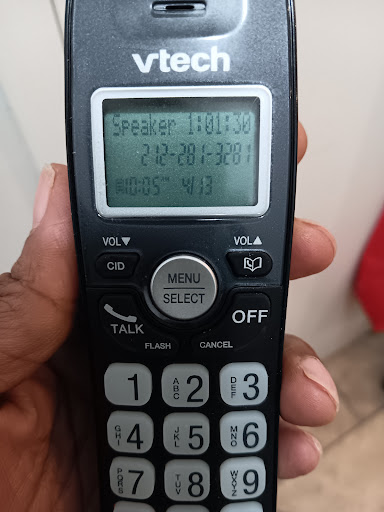 vtech
Speaker 1:01:30
212-281-3281
10:05 4/13
VOL▼ VOL▲
CID
MENU
SELECT
TALK OFF
FLASH CANCEL
1 ABC 2 DEF 3
GHI 4 JKL 5 MNO 6
PQRS 7 TUV 8 WXYZ 9